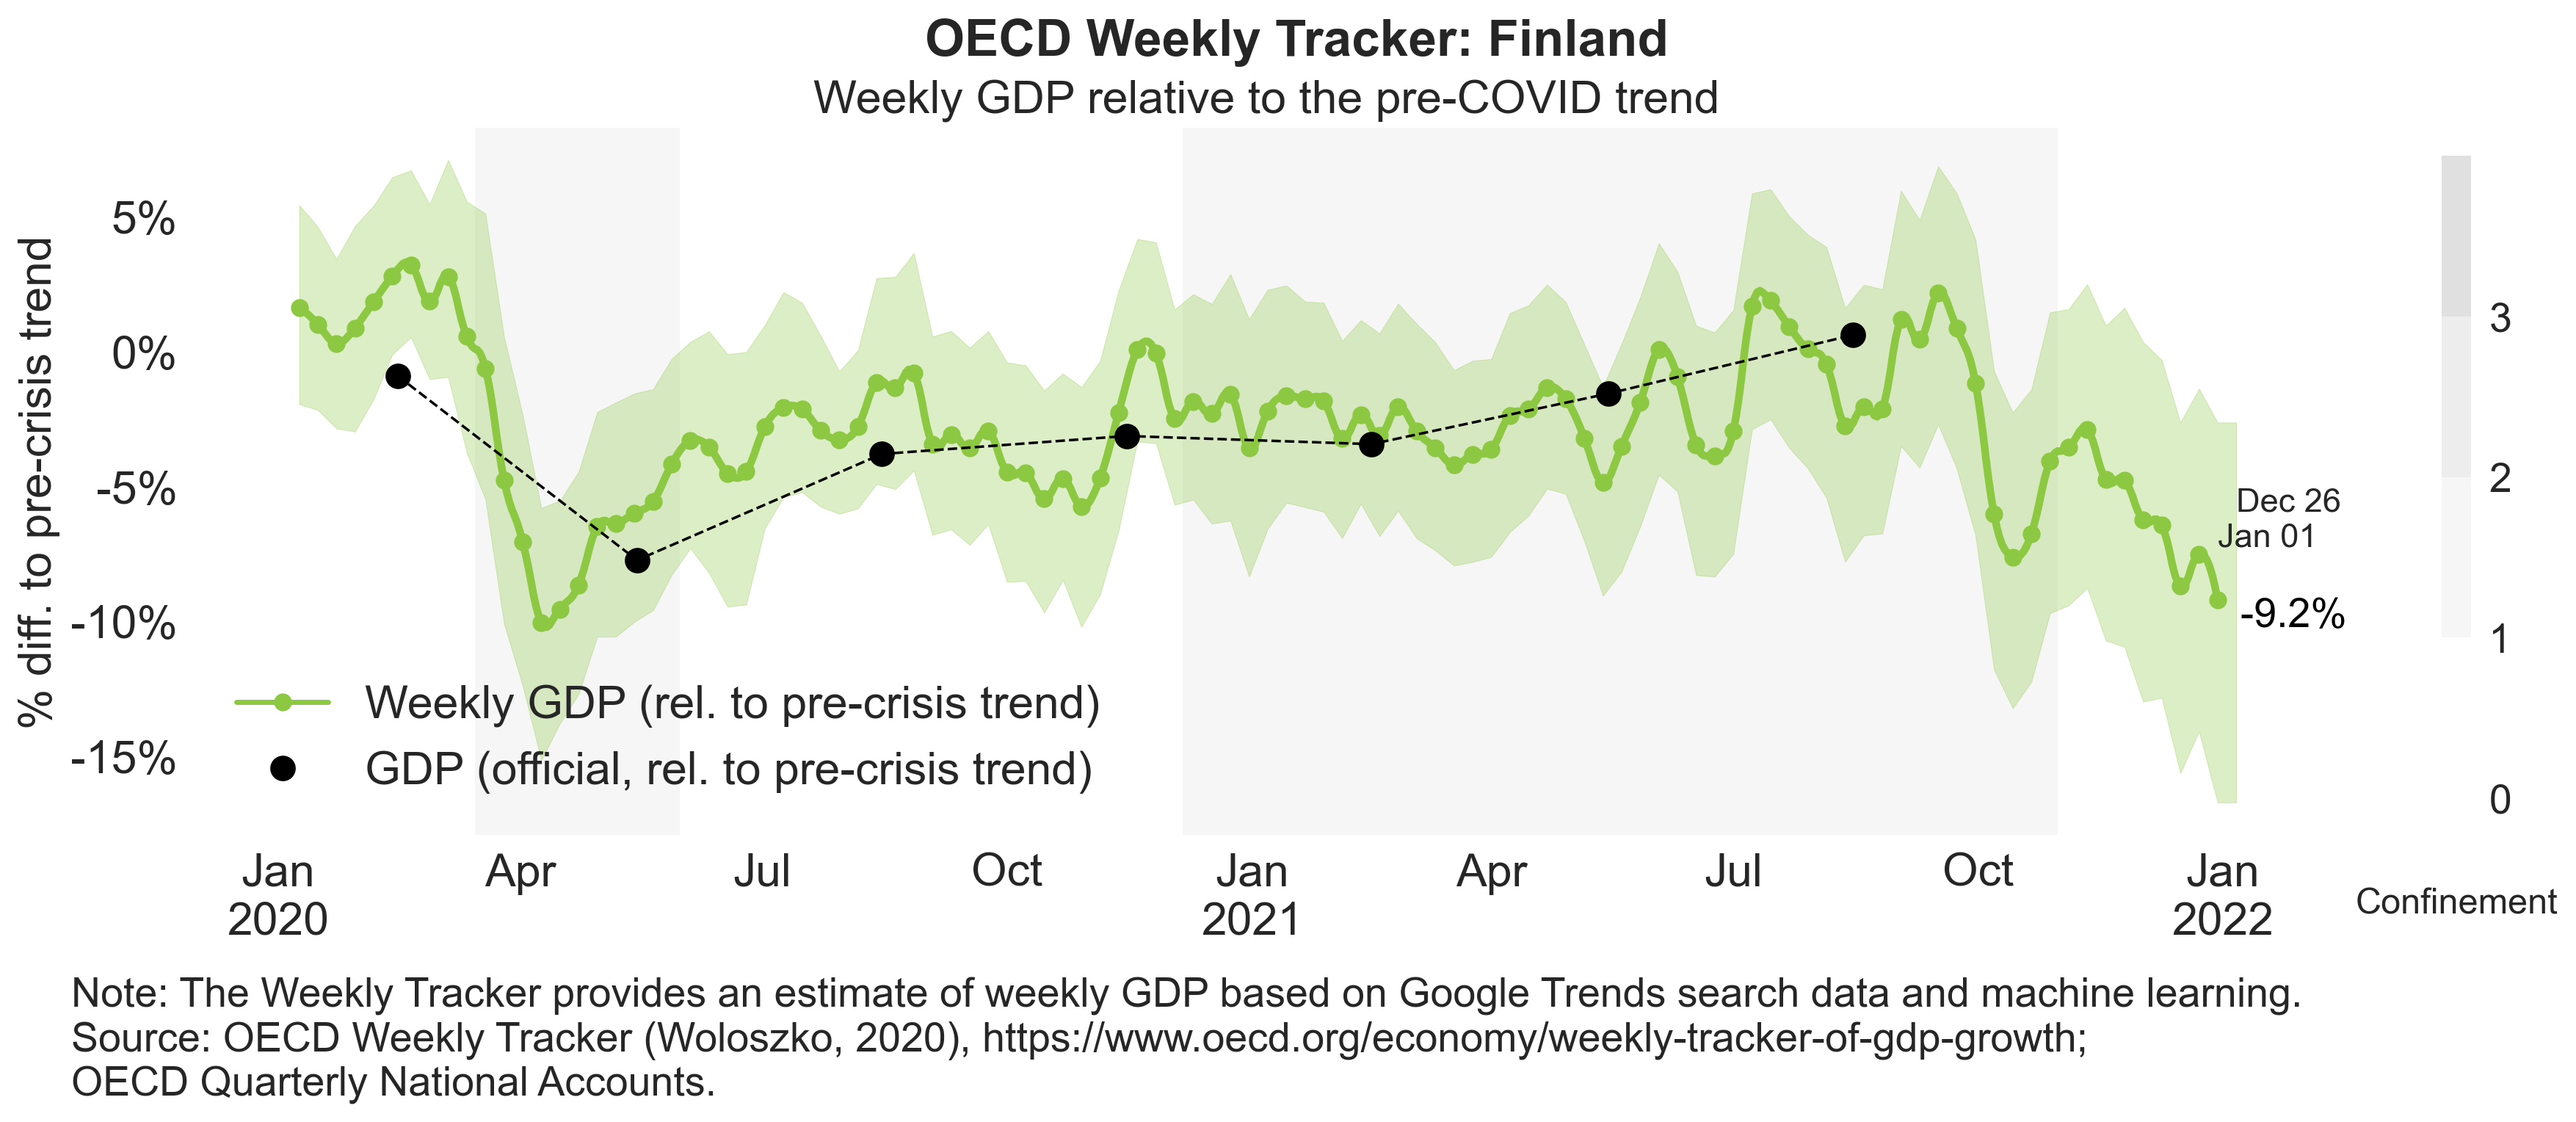 OECD Weekly Tracker: Finland
Weekly GDP relative to the pre-COVID trend
% diff. to pre-crisis trend
5%
0%
-5%
-10%
-15%
Dec 26
Jan 01
-9.2%
Weekly GDP (rel. to pre-crisis trend)
GDP (official, rel. to pre-crisis trend)
3
2
1
0
Jan Apr Jul Oct Jan Apr Jul Oct Jan
2020 2021 2022
Confinement
Note: The Weekly Tracker provides an estimate of weekly GDP based on Google Trends search data and machine learning.
Source: OECD Weekly Tracker (Woloszko, 2020), https://www.oecd.org/economy/weekly-tracker-of-gdp-growth;
OECD Quarterly National Accounts.